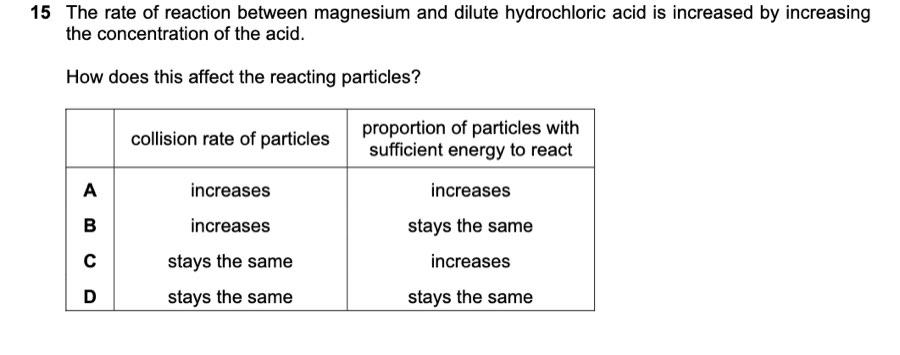 15 The rate of reaction between magnesium and dilute hydrochloric acid is increased by increasing
the concentration of the acid.
How does this affect the reacting particles?
collision rate of particles
proportion of particles with
sufficient energy to react
A increases increases
B increases stays the same
C stays the same increases
D stays the same stays the same